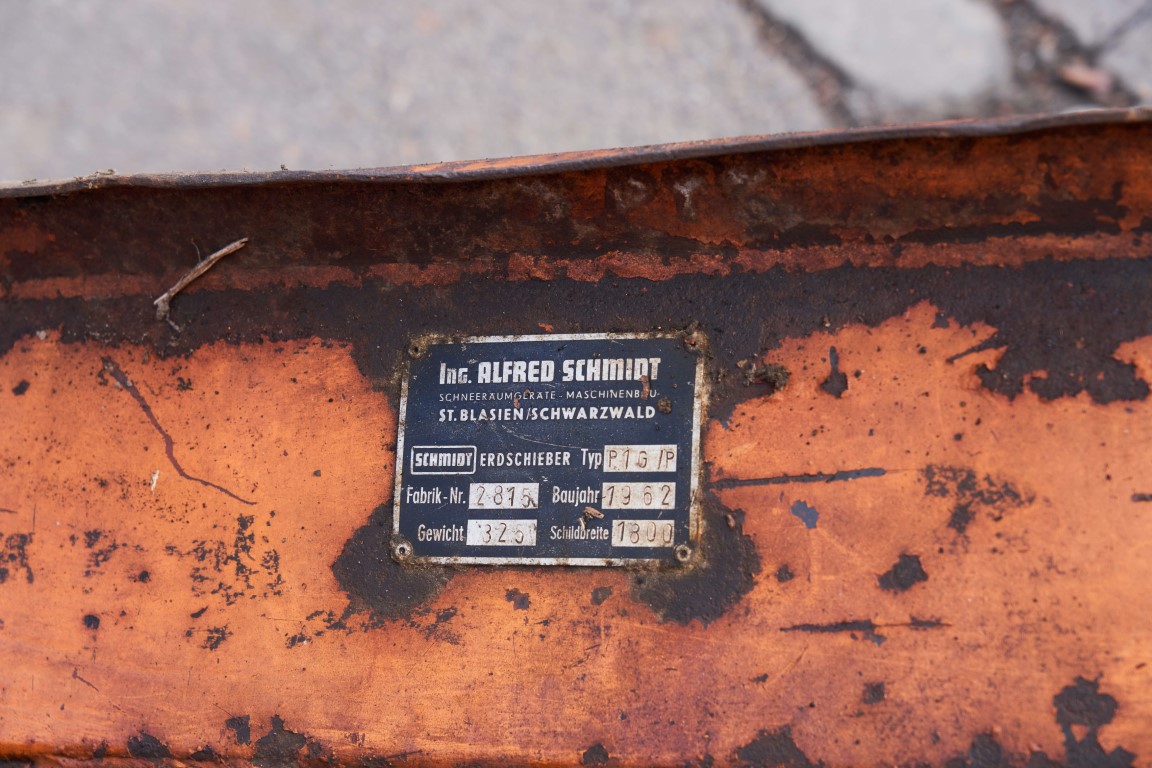 Ing. ALFRED SCHMIDT
SCHNEERÄUMGERÄTE - MASCHINENBAU
ST. BLASIEN/SCHWARZWALD
SCHMIDT ERDSCHIEBER Typ P1G/P
Fabrik-Nr. Baujahr 1962
Gewicht 325 Schildbreite 1800